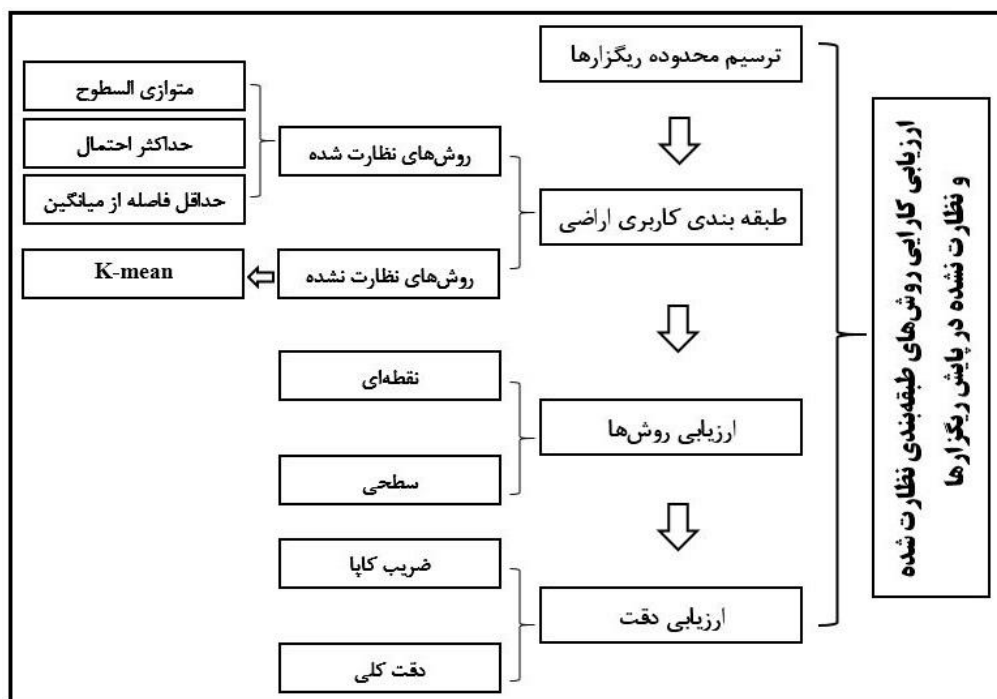 ارزیابی کارایی روش‌های طبقه‌بندی نظارت شده
و نظارت نشده در پایش ریگزارها
ترسیم محدوده ریگزارها
طبقه بندی کاربری اراضی
روش‌های نظارت شده
متوازی السطوح
حداکثر احتمال
حداقل فاصله از میانگین
روش‌های نظارت نشده
K-mean
ارزیابی روش‌ها
نقطه‌ای
سطحی
ارزیابی دقت
ضریب کاپا
دقت کلی